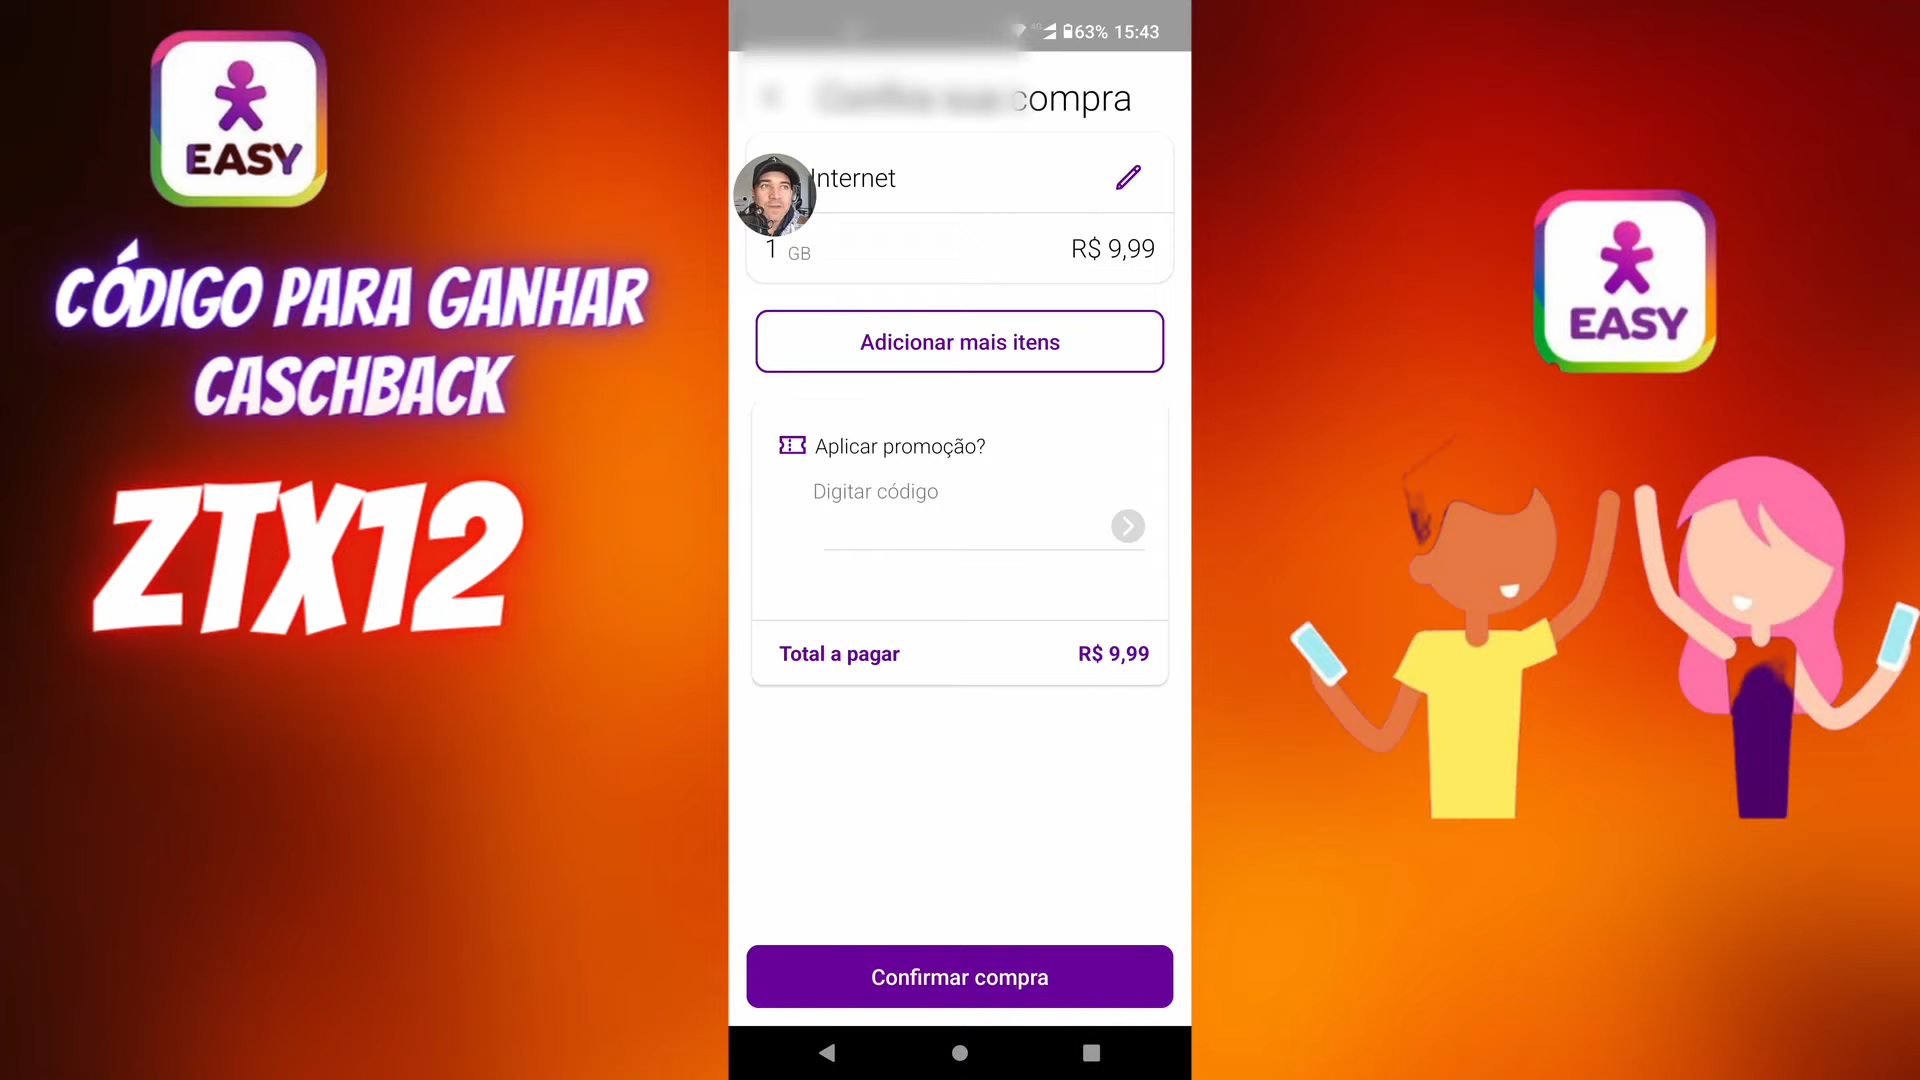 EASY
CÓDIGO PARA GANHAR
CASCHBACK
ZTX12
63% 15:43
compra
Internet
1 GB R$ 9,99
Adicionar mais itens
Aplicar promoção?
Digitar código
Total a pagar R$ 9,99
Confirmar compra
EASY